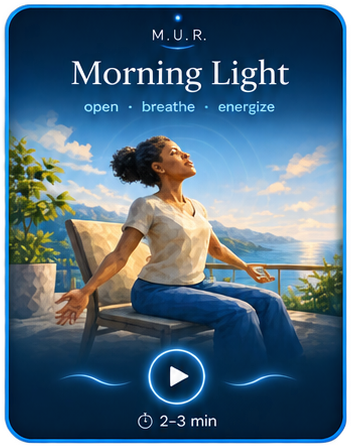 M.U.R.
Morning Light
open · breathe · energize
2–3 min